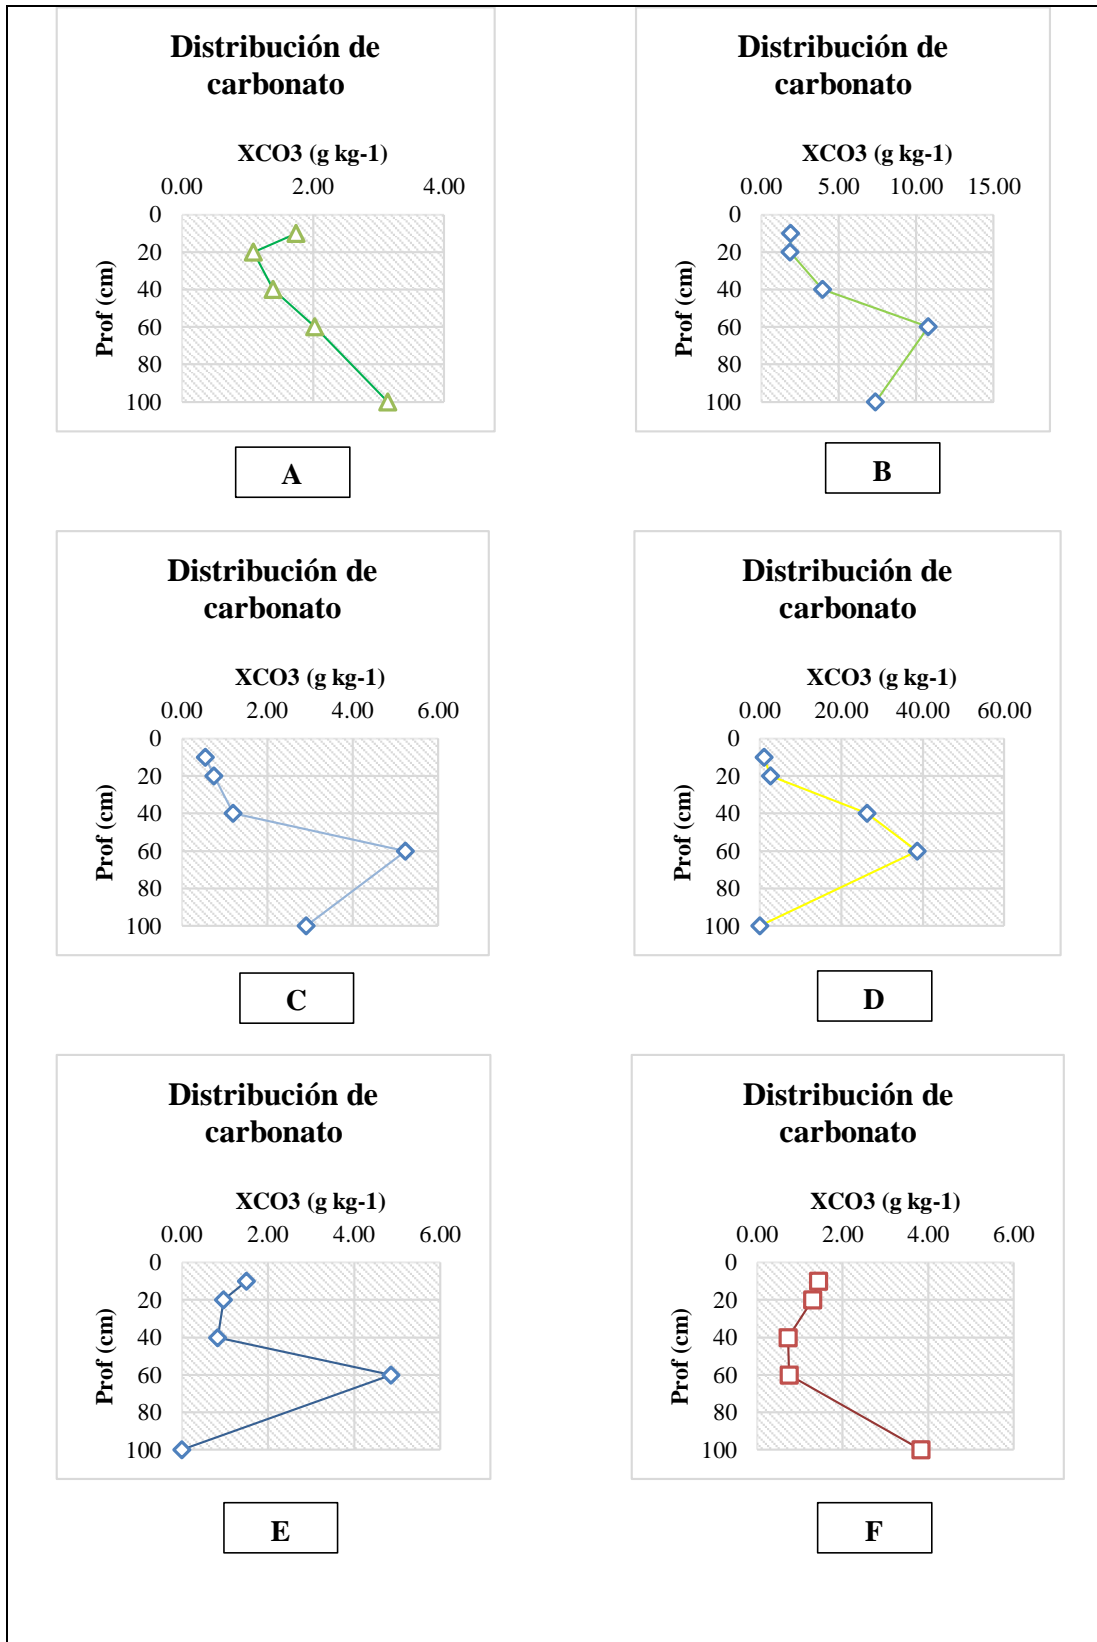 Distribución de
carbonato
XCO3 (g kg-1)
0.00 2.00 4.00
0
20
40
60
80
100
Prof (cm)
A
Distribución de
carbonato
XCO3 (g kg-1)
0.00 5.00 10.00 15.00
0
20
40
60
80
100
Prof (cm)
B
Distribución de
carbonato
XCO3 (g kg-1)
0.00 2.00 4.00 6.00
0
20
40
60
80
100
Prof (cm)
C
Distribución de
carbonato
XCO3 (g kg-1)
0.00 20.00 40.00 60.00
0
20
40
60
80
100
Prof (cm)
D
Distribución de
carbonato
XCO3 (g kg-1)
0.00 2.00 4.00 6.00
0
20
40
60
80
100
Prof (cm)
E
Distribución de
carbonato
XCO3 (g kg-1)
0.00 2.00 4.00 6.00
0
20
40
60
80
100
Prof (cm)
F